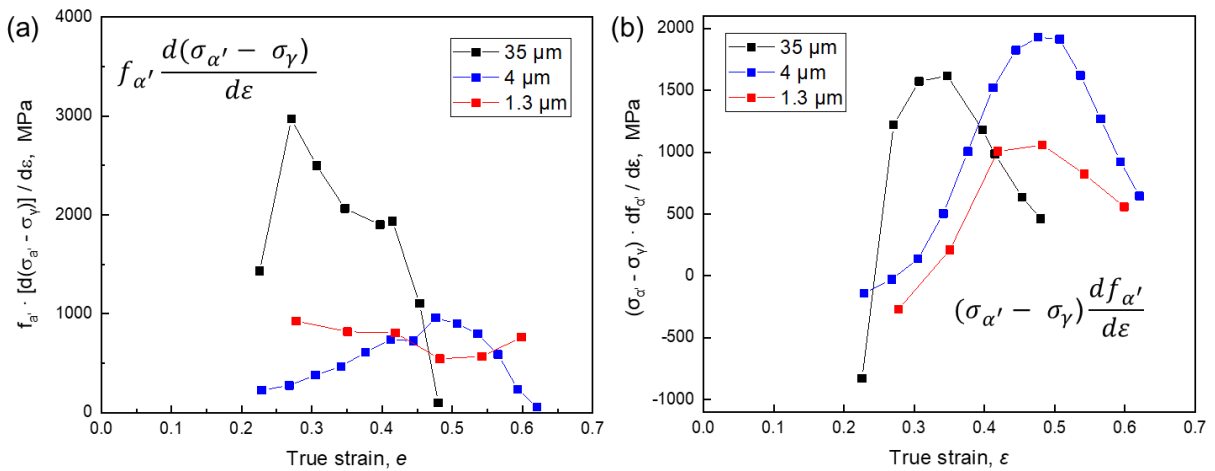 (a)
4000
3000
2000
1000
0
f_α′ d(σ_α′ − σ_γ)/dε
35 μm
4 μm
1.3 μm
f_a' · [d(σ_a' - σ_γ)] / dε, MPa
0.0 0.1 0.2 0.3 0.4 0.5 0.6 0.7
True strain, e
(b)
2000
1500
1000
500
0
-500
-1000
35 μm
4 μm
1.3 μm
(σ_α' - σ_γ) · df_α' / dε, MPa
(σ_α′ − σ_γ) df_α′/dε
0.0 0.1 0.2 0.3 0.4 0.5 0.6 0.7
True strain, ε